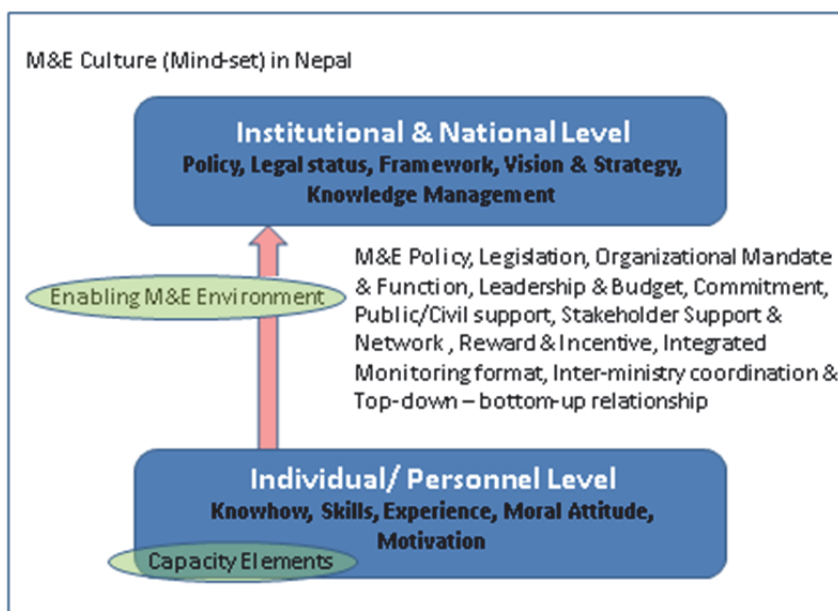 M&E Culture (Mind-set) in Nepal
Institutional & National Level
Policy, Legal status, Framework, Vision & Strategy,
Knowledge Management
Enabling M&E Environment
M&E Policy, Legislation, Organizational Mandate
& Function, Leadership & Budget, Commitment,
Public/Civil support, Stakeholder Support &
Network , Reward & Incentive, Integrated
Monitoring format, Inter-ministry coordination &
Top-down – bottom-up relationship
Individual/ Personnel Level
Knowhow, Skills, Experience, Moral Attitude,
Motivation
Capacity Elements